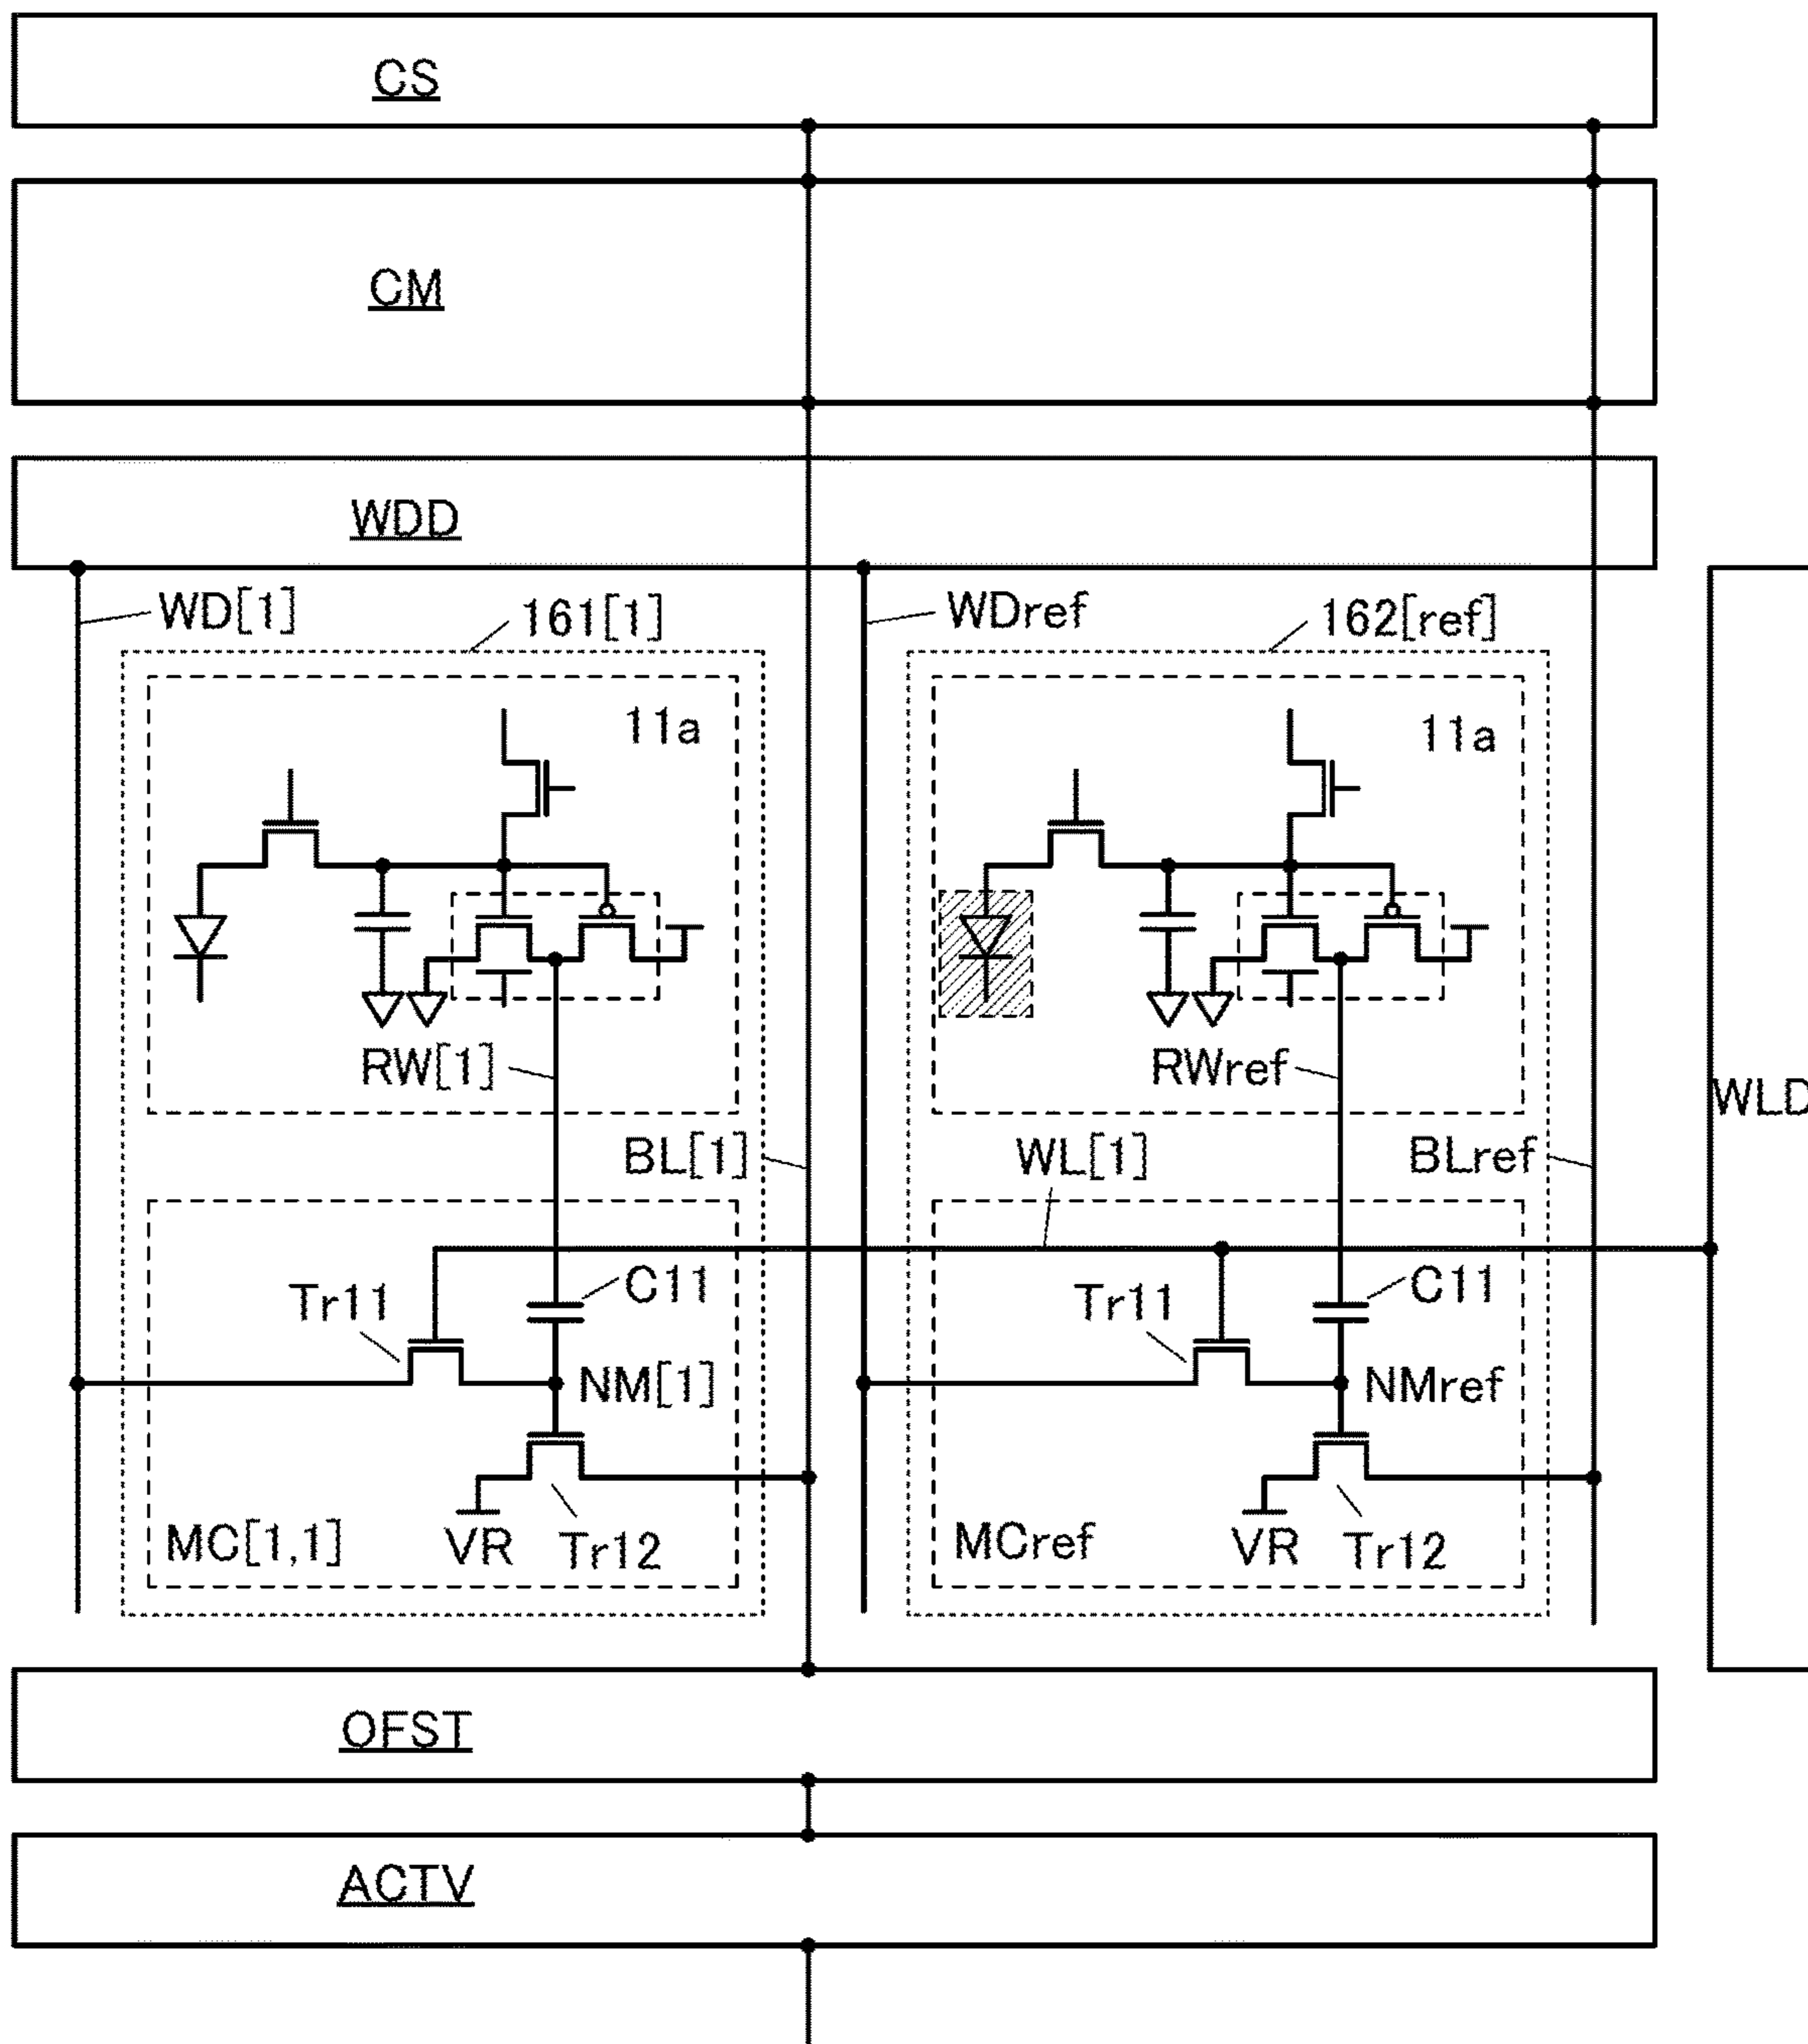 CS
CM
WDD
WD[1]
161[1]
WDref
162[ref]
11a
11a
RW[1]
RWref
WLD
BL[1]
WL[1]
BLref
Tr11
C11
Tr11
C11
NM[1]
NMref
MC[1,1]
VR
Tr12
MCref
VR
Tr12
OFST
ACTV